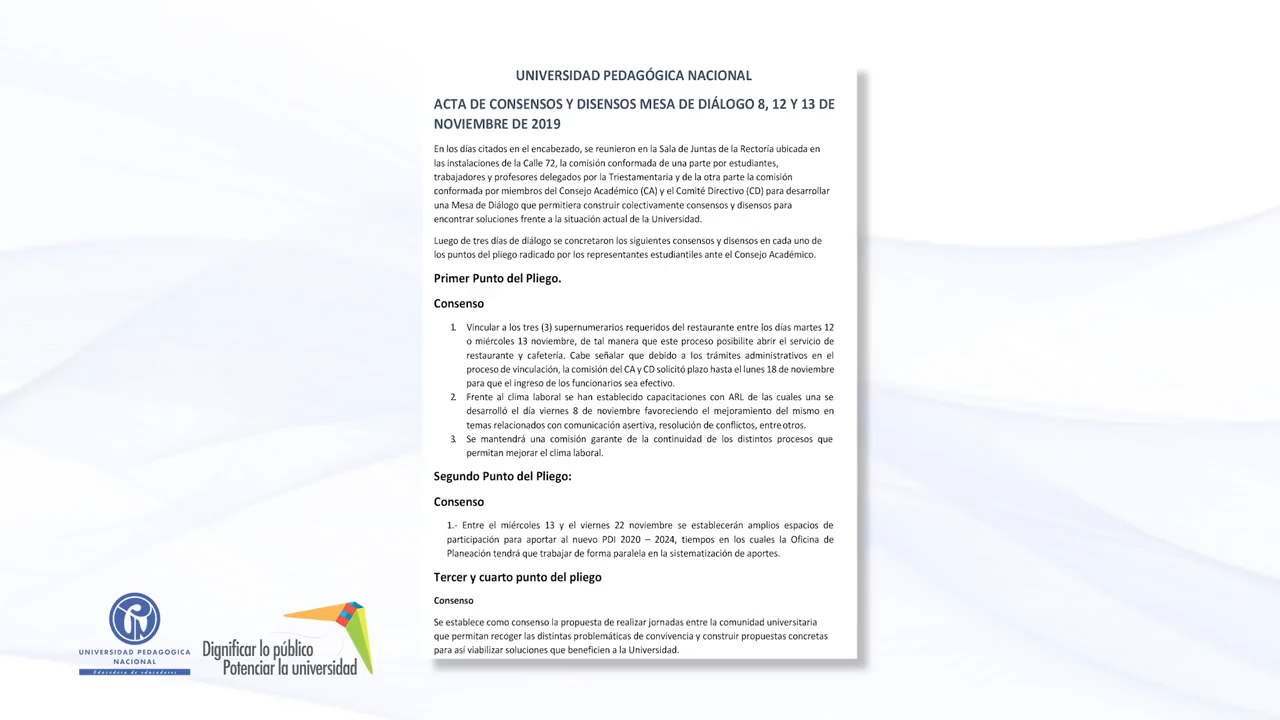 UNIVERSIDAD PEDAGÓGICA NACIONAL
ACTA DE CONSENSOS Y DISENSOS MESA DE DIÁLOGO 8, 12 Y 13 DE
NOVIEMBRE DE 2019
En los días citados en el encabezado, se reunieron en la Sala de Juntas de la Rectoría ubicada en
las instalaciones de la Calle 72, la comisión conformada de una parte por estudiantes,
trabajadores y profesores delegados por la Triestamentaria y de la otra parte la comisión
conformada por miembros del Consejo Académico (CA) y el Comité Directivo (CD) para desarrollar
una Mesa de Diálogo que permitiera construir colectivamente consensos y disensos para
encontrar soluciones frente a la situación actual de la Universidad.
Luego de tres días de diálogo se concretaron los siguientes consensos y disensos en cada uno de
los puntos del pliego radicado por los representantes estudiantiles ante el Consejo Académico.
Primer Punto del Pliego.
Consenso
1. Vincular a los tres (3) supernumerarios requeridos del restaurante entre los días martes 12
o miércoles 13 noviembre, de tal manera que este proceso posibilite abrir el servicio de
restaurante y cafetería. Cabe señalar que debido a los trámites administrativos en el
proceso de vinculación, la comisión del CA y CD solicitó plazo hasta el lunes 18 de noviembre
para que el ingreso de los funcionarios sea efectivo.
2. Frente al clima laboral se han establecido capacitaciones con ARL de las cuales una se
desarrolló el día viernes 8 de noviembre favoreciendo el mejoramiento del mismo en
temas relacionados con comunicación asertiva, resolución de conflictos, entre otros.
3. Se mantendrá una comisión garante de la continuidad de los distintos procesos que
permitan mejorar el clima laboral.
Segundo Punto del Pliego:
Consenso
1.- Entre el miércoles 13 y el viernes 22 noviembre se establecerán amplios espacios de
participación para aportar al nuevo PDI 2020 – 2024, tiempos en los cuales la Oficina de
Planeación tendrá que trabajar de forma paralela en la sistematización de aportes.
Tercer y cuarto punto del pliego
Consenso
Se establece como consenso la propuesta de realizar jornadas entre la comunidad universitaria
que permitan recoger las distintas problemáticas de convivencia y construir propuestas concretas
para así viabilizar soluciones que beneficien a la Universidad.
UNIVERSIDAD PEDAGOGICA
NACIONAL
Educadora de educadores
Dignificar lo público
Potenciar la universidad